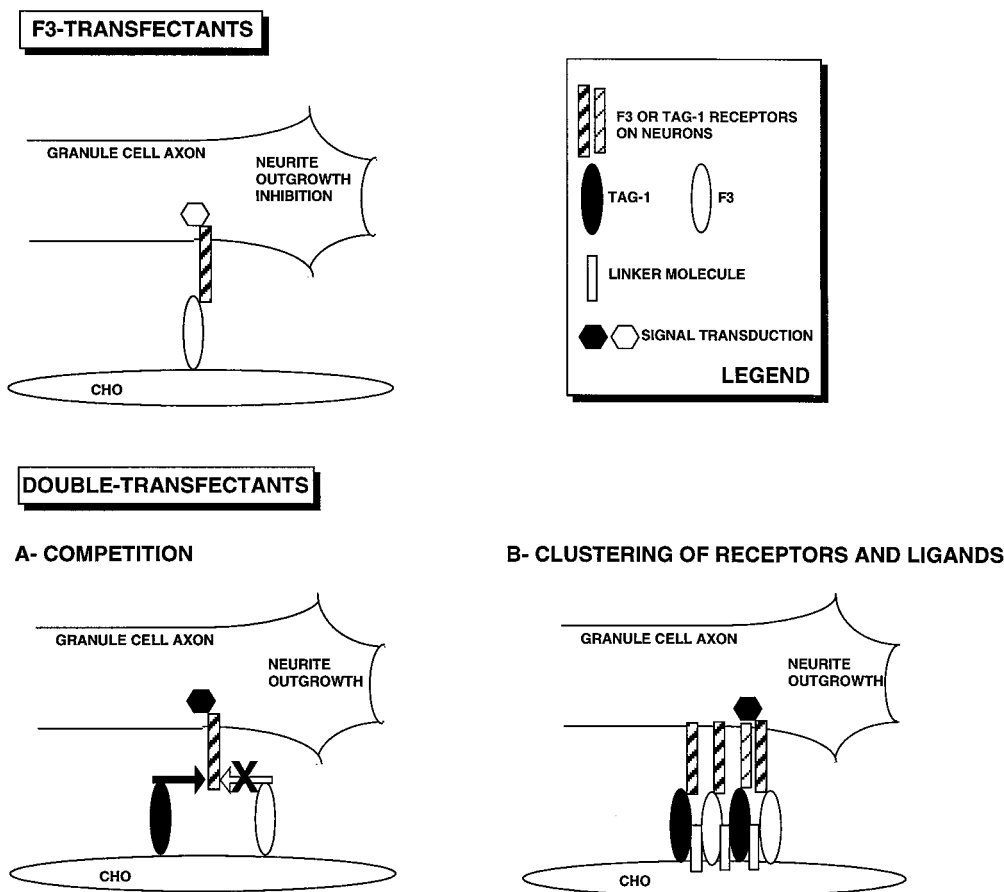 F3-TRANSFECTANTS
GRANULE CELL AXON
NEURITE
OUTGROWTH
INHIBITION
CHO
F3 OR TAG-1 RECEPTORS
ON NEURONS
TAG-1
F3
LINKER MOLECULE
SIGNAL TRANSDUCTION
LEGEND
DOUBLE-TRANSFECTANTS
A- COMPETITION
GRANULE CELL AXON
NEURITE
OUTGROWTH
X
CHO
B- CLUSTERING OF RECEPTORS AND LIGANDS
GRANULE CELL AXON
NEURITE
OUTGROWTH
CHO